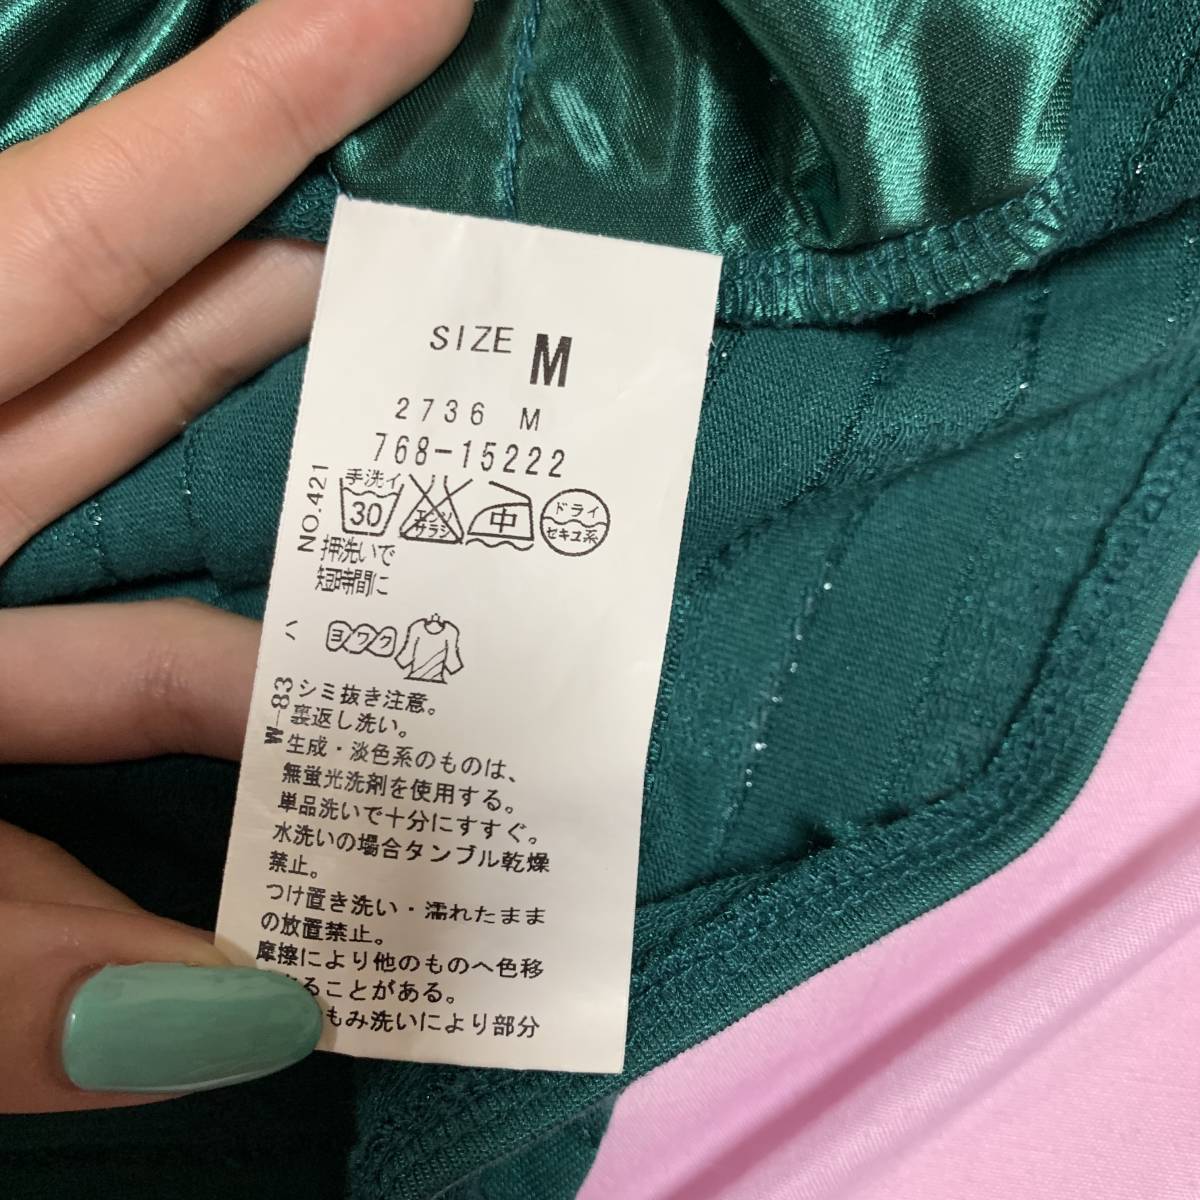 SIZE M
2736 M
768-15222
NO.421
手洗イ
30
エンソ
サラシ
中
ドライ
セキユ系
押洗いで
短時間に
ヨワク
W-83
シミ抜き注意。
裏返し洗い。
生成・淡色系のものは、
無蛍光洗剤を使用する。
単品洗いで十分にすすぐ。
水洗いの場合タンブル乾燥
禁止。
つけ置き洗い・濡れたまま
の放置禁止。
摩擦により他のものへ色移
ることがある。
もみ洗いにより部分